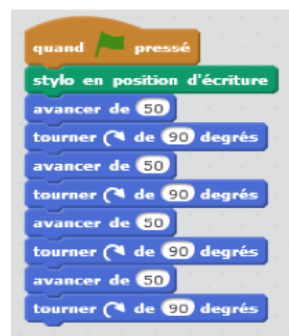 quand pressé
stylo en position d'écriture
avancer de 50
tourner de 90 degrés
avancer de 50
tourner de 90 degrés
avancer de 50
tourner de 90 degrés
avancer de 50
tourner de 90 degrés